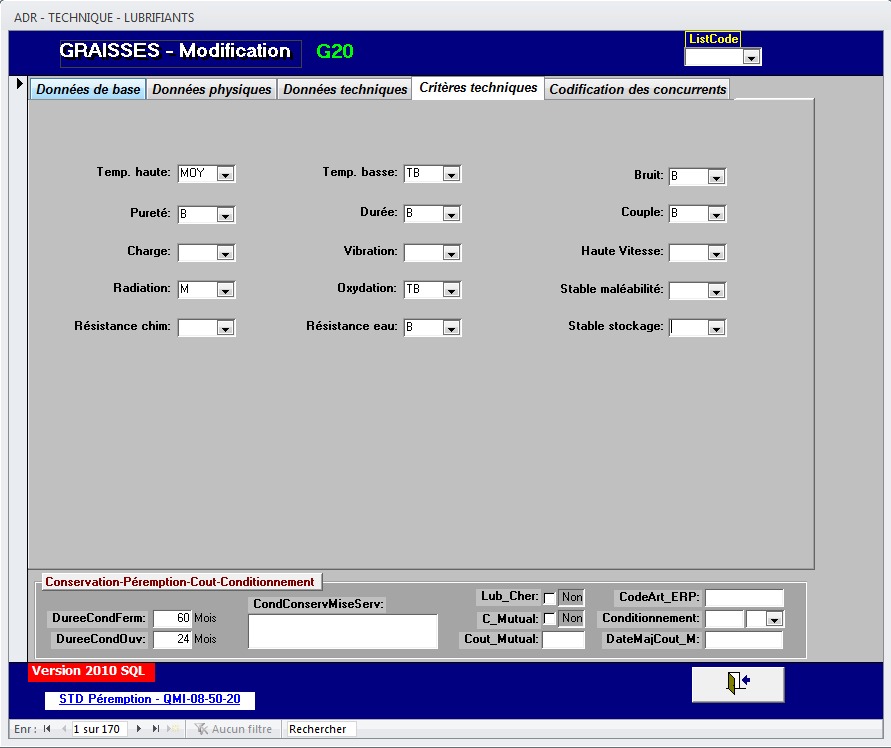 ADR - TECHNIQUE - LUBRIFIANTS
GRAISSES - Modification G20
ListCode
Données de base Données physiques Données techniques Critères techniques Codification des concurrents
Temp. haute: MOY Temp. basse: TB Bruit: B
Pureté: B Durée: B Couple: B
Charge: Vibration: Haute Vitesse:
Radiation: M Oxydation: TB Stable maléabilité:
Résistance chim: Résistance eau: B Stable stockage:
Conservation-Péremption-Cout-Conditionnement
DureeCondFerm: 60 Mois
DureeCondOuv: 24 Mois
CondConservMiseServ:
Lub_Cher: Non
C_Mutual: Non
Cout_Mutual:
CodeArt_ERP:
Conditionnement:
DateMajCout_M:
Version 2010 SQL
STD Péremption - QMI-08-50-20
Enr : 1 sur 170 Aucun filtre Rechercher